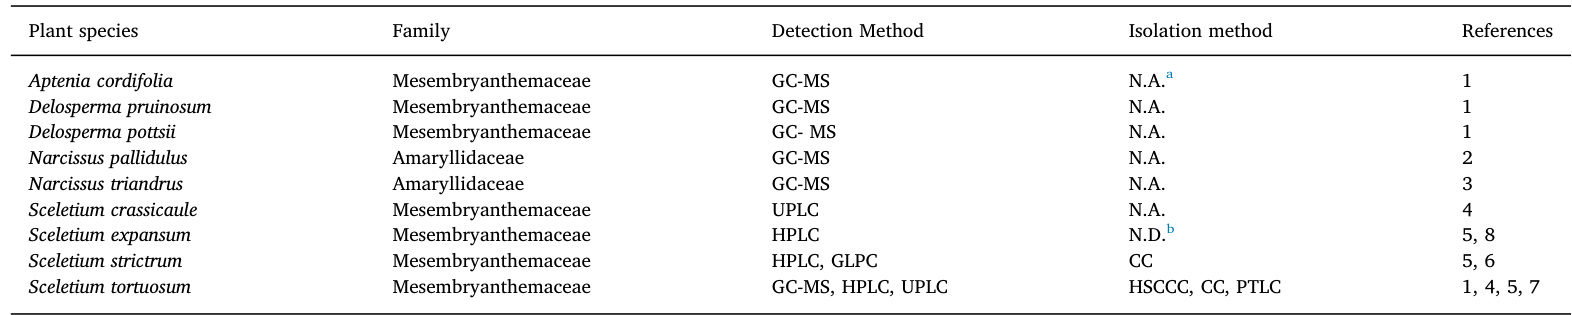 Plant species Family Detection Method Isolation method References
Aptenia cordifolia Mesembryanthemaceae GC-MS N.A.a 1
Delosperma pruinosum Mesembryanthemaceae GC-MS N.A. 1
Delosperma pottsii Mesembryanthemaceae GC- MS N.A. 1
Narcissus pallidulus Amaryllidaceae GC-MS N.A. 2
Narcissus triandrus Amaryllidaceae GC-MS N.A. 3
Sceletium crassicaule Mesembryanthemaceae UPLC N.A. 4
Sceletium expansum Mesembryanthemaceae HPLC N.D.b 5, 8
Sceletium strictrum Mesembryanthemaceae HPLC, GLPC CC 5, 6
Sceletium tortuosum Mesembryanthemaceae GC-MS, HPLC, UPLC HSCCC, CC, PTLC 1, 4, 5, 7